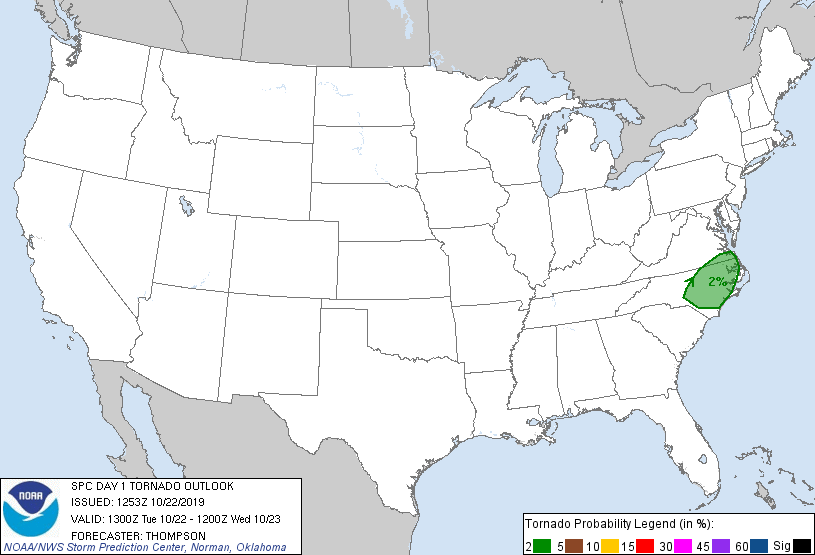 2%
NOAA
SPC DAY 1 TORNADO OUTLOOK
ISSUED: 1253Z 10/22/2019
VALID: 1300Z Tue 10/22 - 1200Z Wed 10/23
FORECASTER: THOMPSON
NOAA/NWS Storm Prediction Center, Norman, Oklahoma
Tornado Probability Legend (in %):
2 5 10 15 30 45 60 Sig